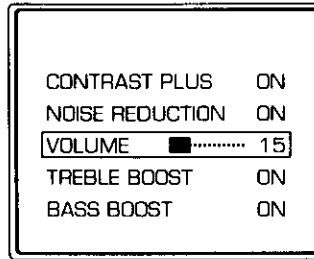 CONTRAST PLUS ON
NOISE REDUCTION ON
VOLUME 15
TREBLE BOOST ON
BASS BOOST ON